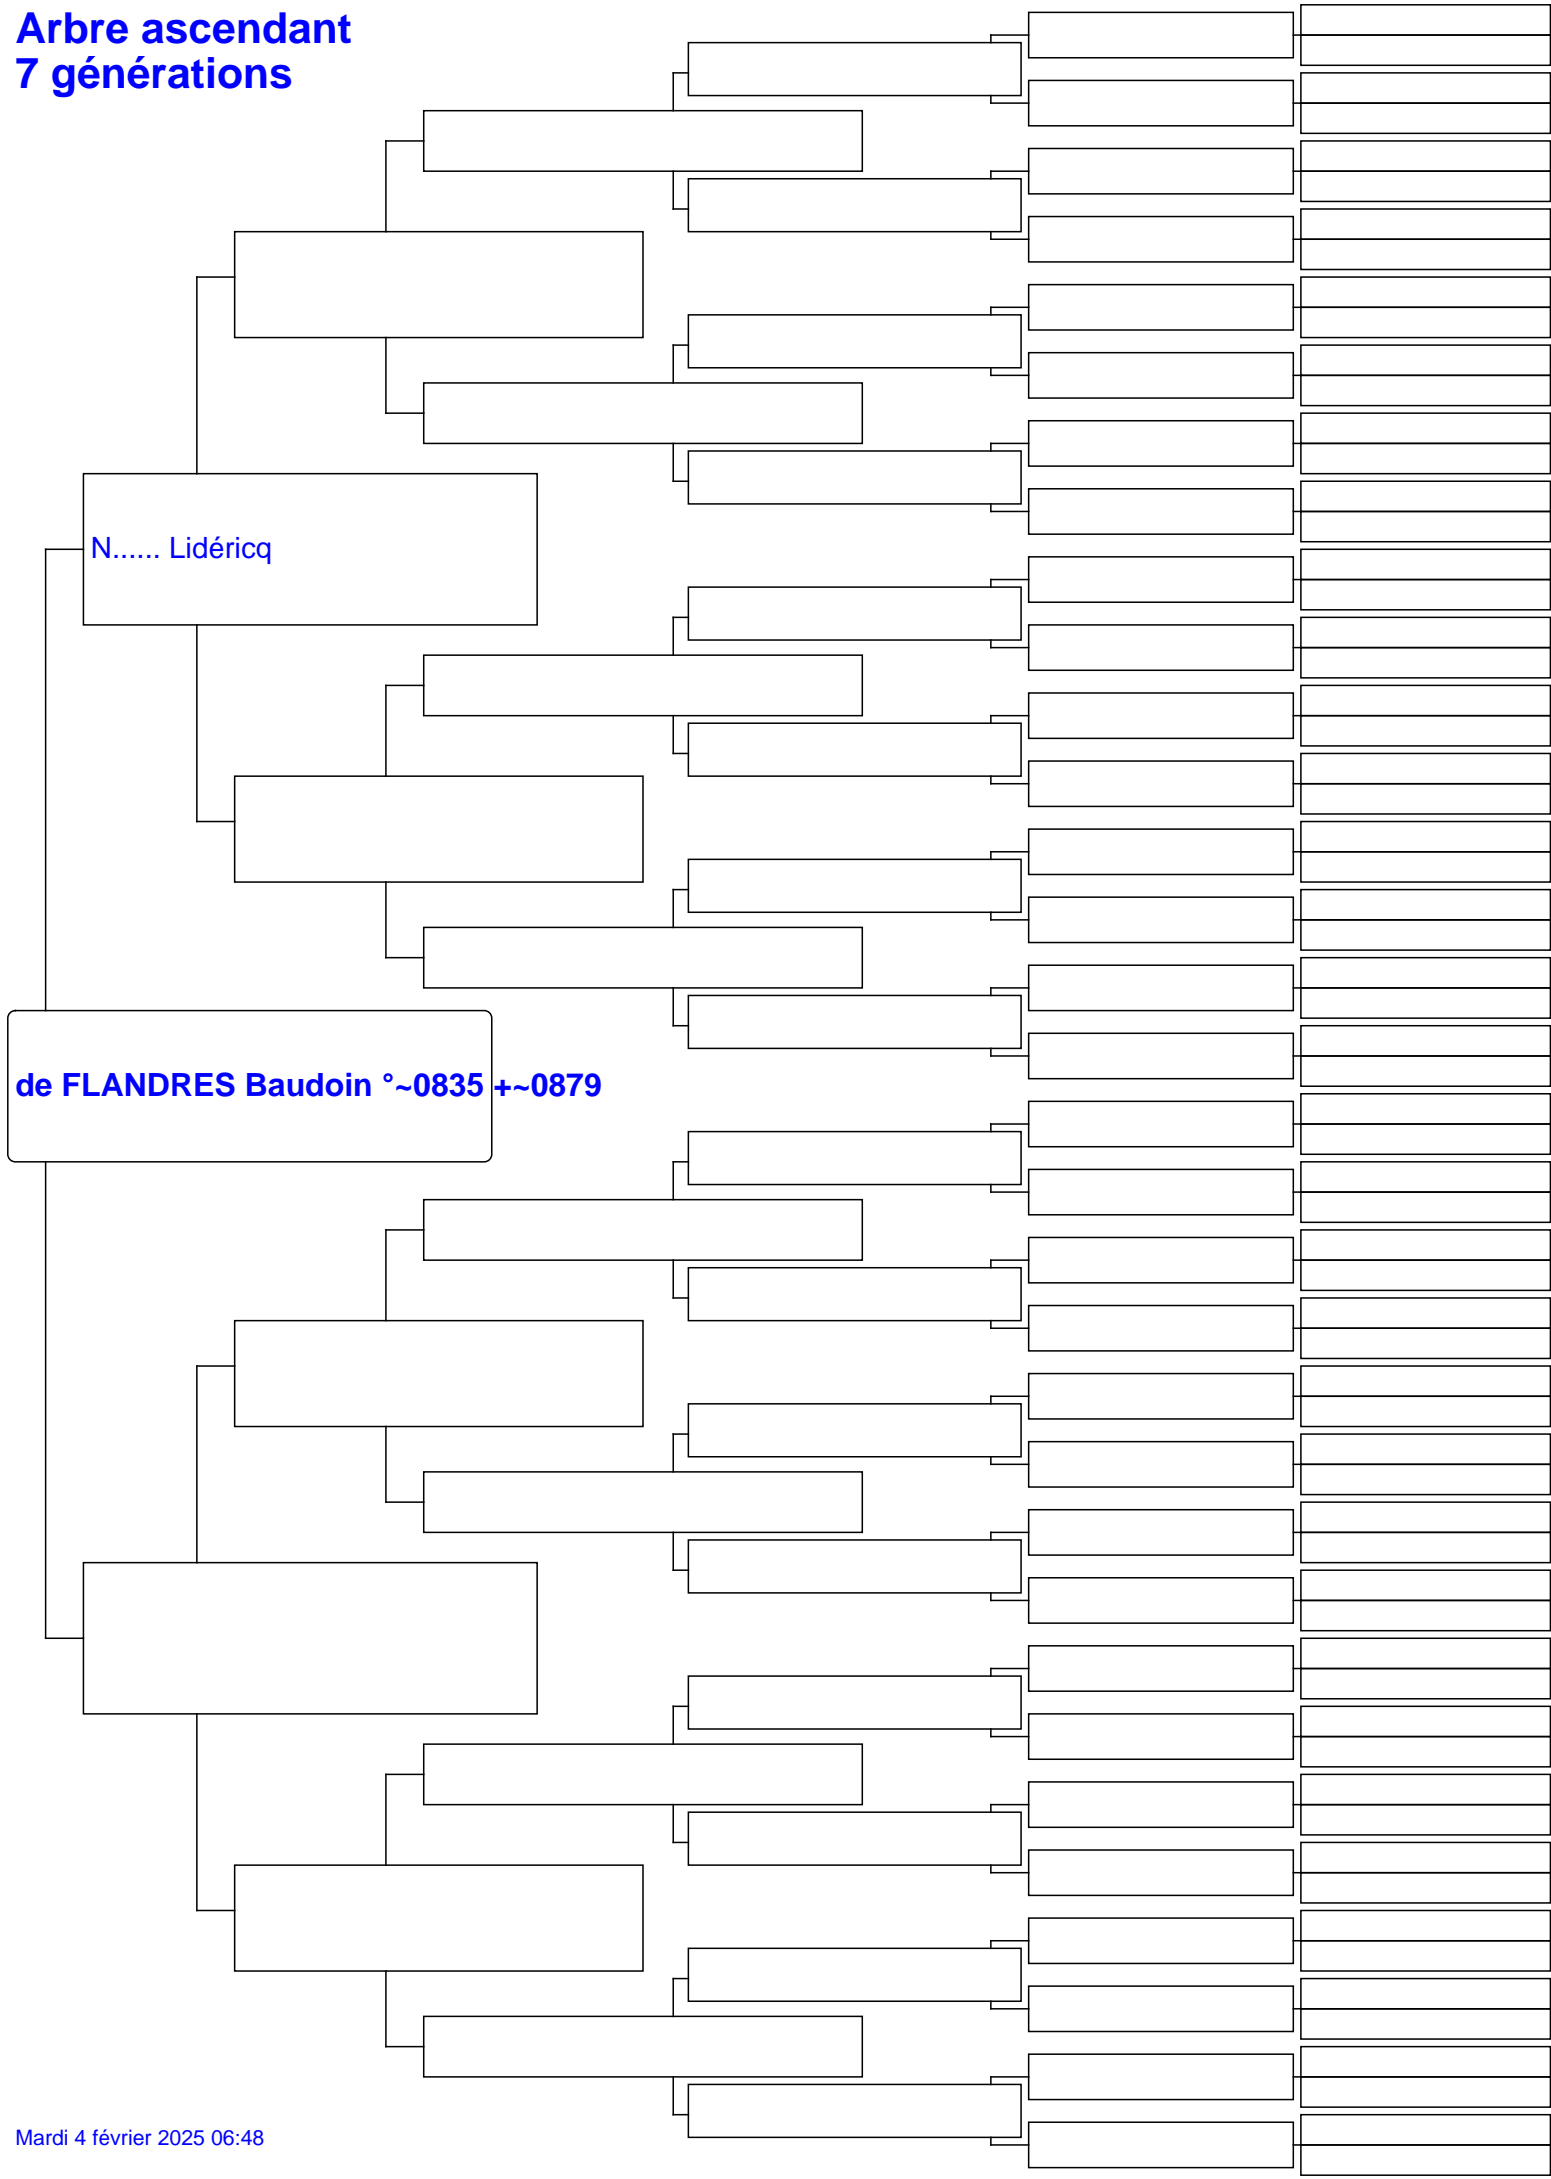 Arbre ascendant
7 générations
N...... Lidéricq
de FLANDRES Baudoin °~0835 +~0879
Mardi 4 février 2025 06:48